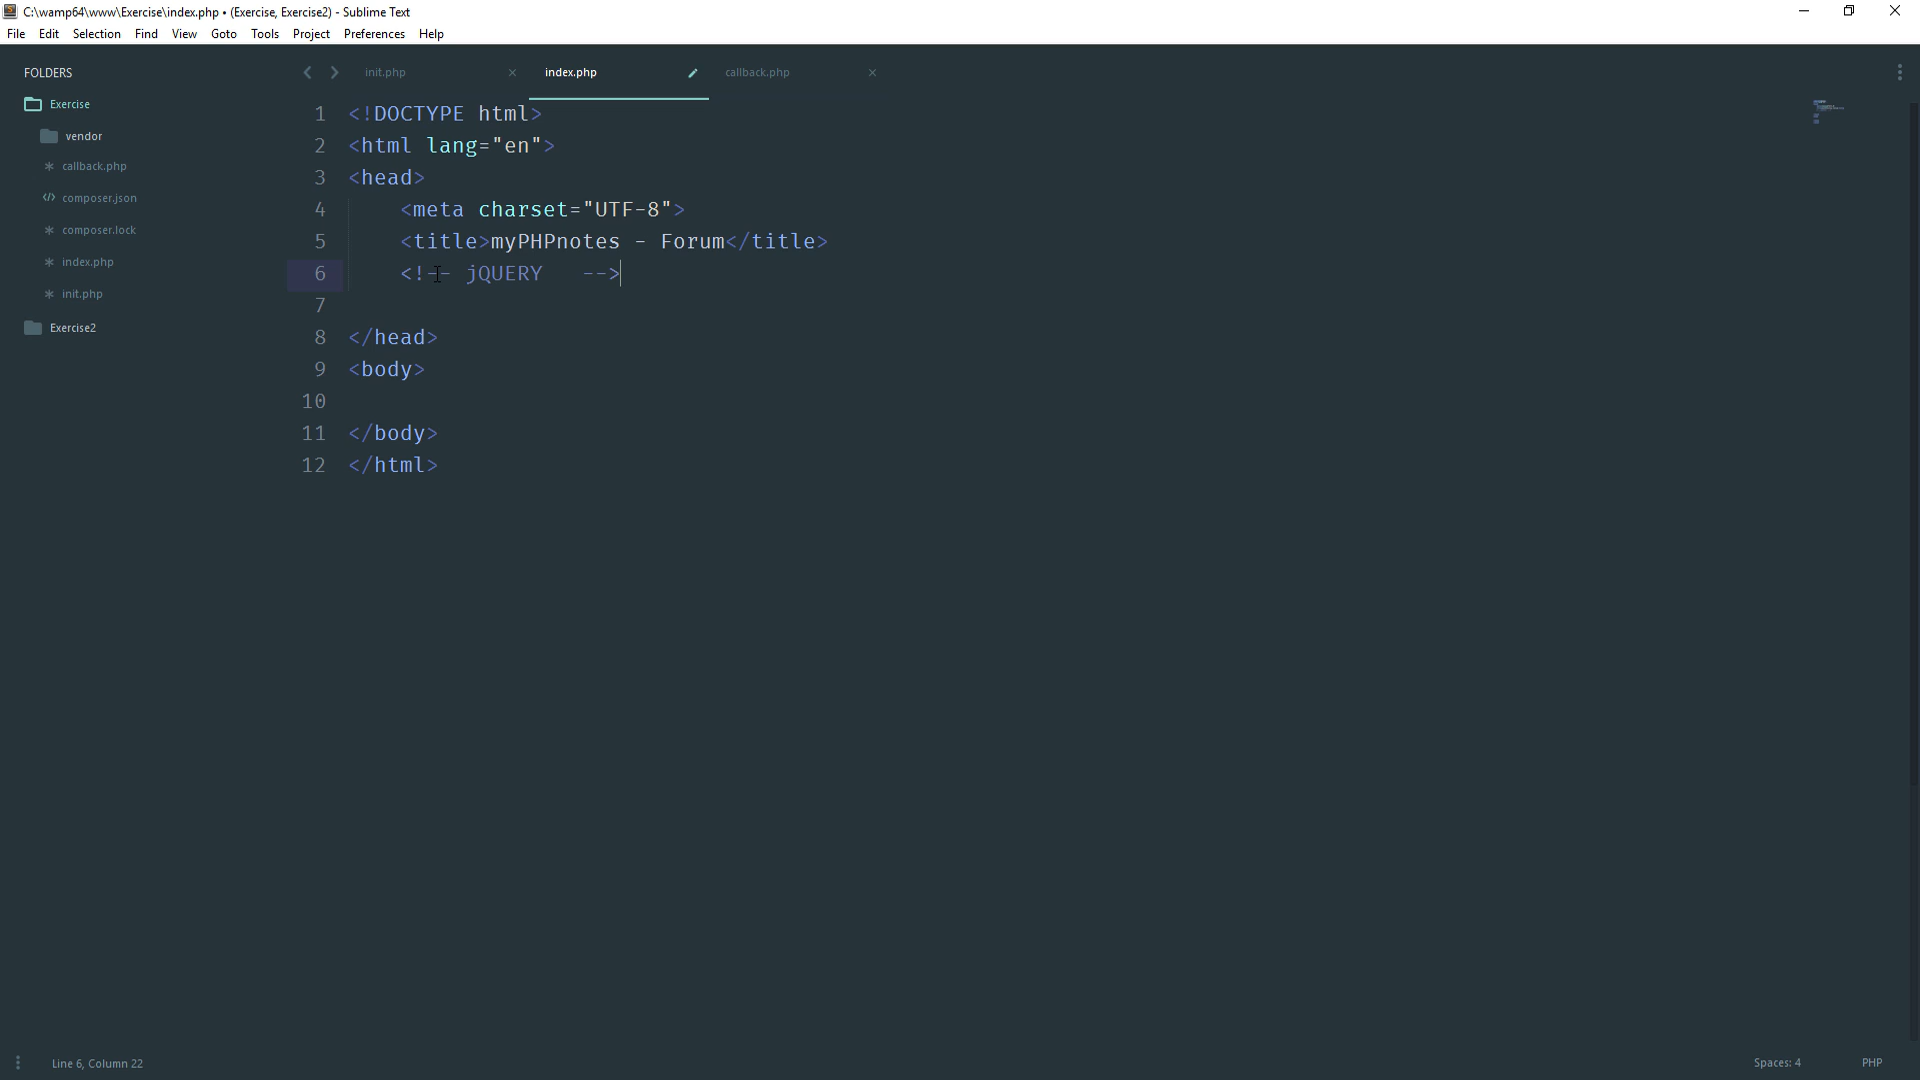 C:\wamp64\www\Exercise\index.php • (Exercise, Exercise2) - Sublime Text
File Edit Selection Find View Goto Tools Project Preferences Help
FOLDERS
Exercise
vendor
callback.php
composer.json
composer.lock
index.php
init.php
Exercise2
init.php index.php callback.php
1 <!DOCTYPE html>
2 <html lang="en">
3 <head>
4     <meta charset="UTF-8">
5     <title>myPHPnotes - Forum</title>
6     <!-- jQUERY   -->
7
8 </head>
9 <body>
10
11 </body>
12 </html>
Line 6, Column 22
Spaces: 4 PHP